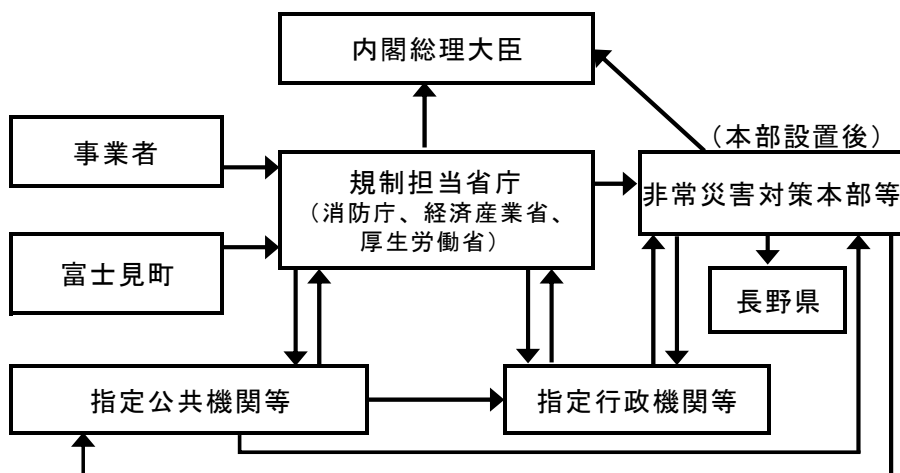 内閣総理大臣
事業者
（本部設置後）
規制担当省庁
（消防庁、経済産業省、
厚生労働省）
非常災害対策本部等
富士見町
長野県
指定公共機関等
指定行政機関等